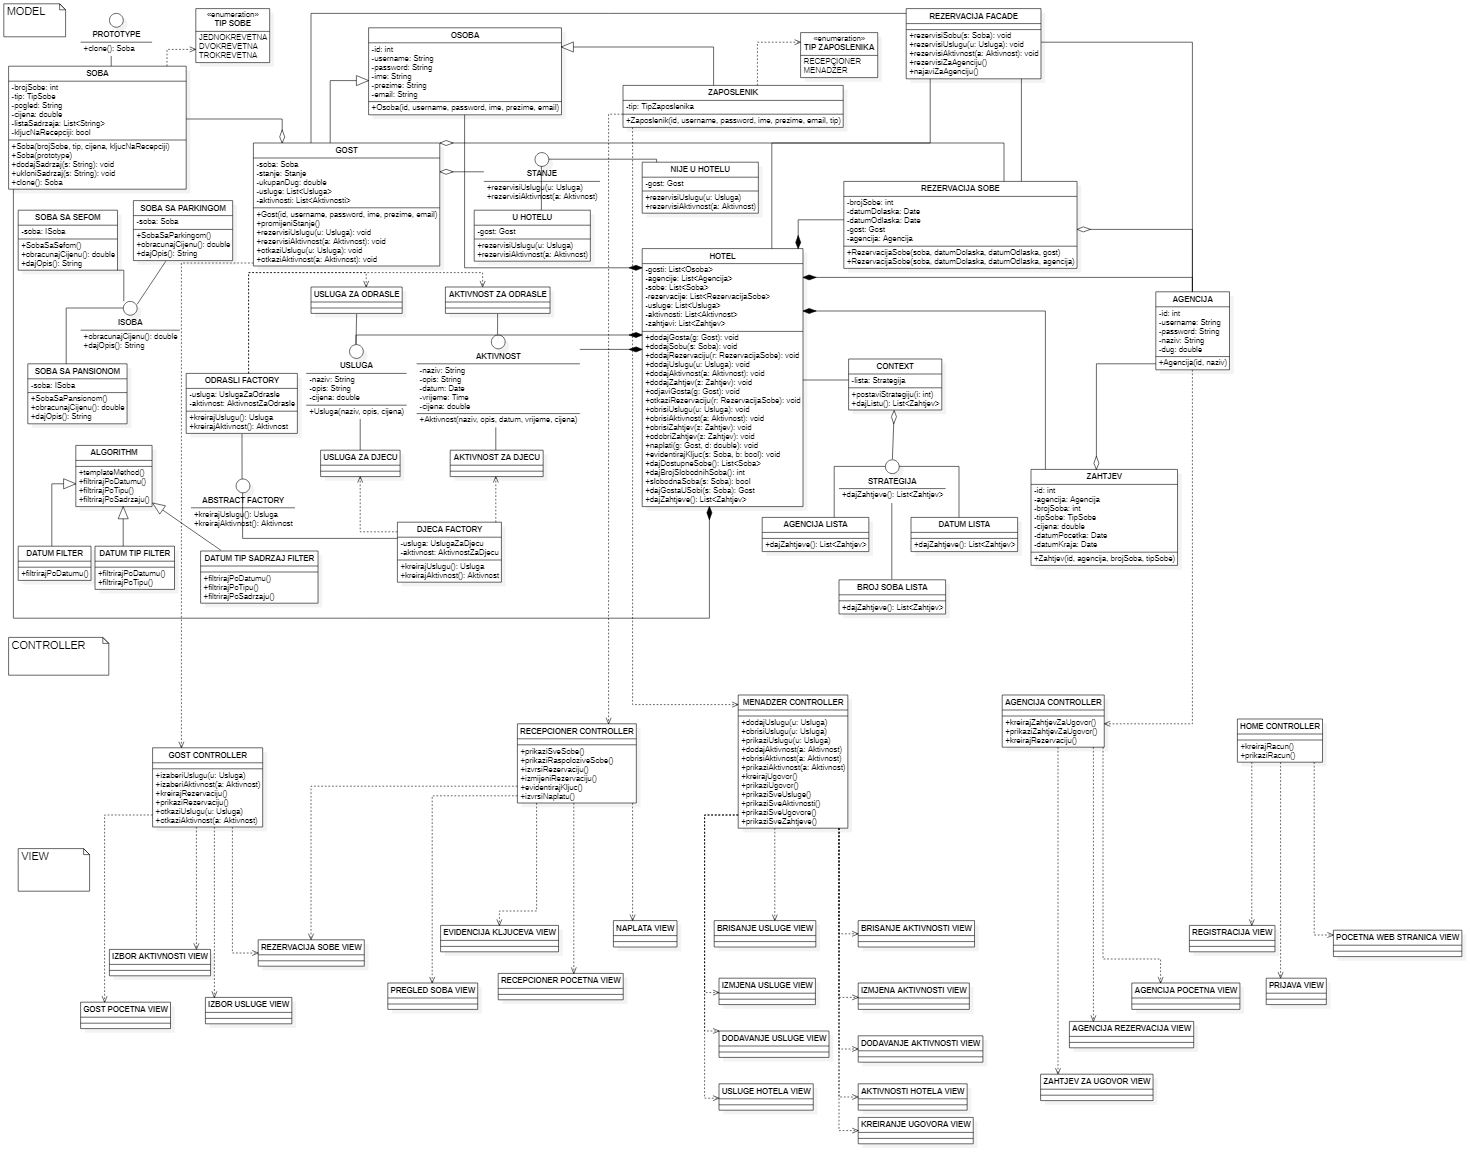 MODEL
PROTOTYPE
+clone(): Soba
«enumeration»
TIP SOBE
JEDNOKREVETNA
DVOKREVETNA
TROKREVETNA
SOBA
-brojSobe: int
-tip: TipSobe
-pogled: String
-cijena: double
-listaSadrzaja: List<String>
-kljucNaRecepciji: bool
+Soba(brojSobe, tip, cijena, kljucNaRecepciji)
+Soba(prototype)
+dodajSadrzaj(s: String): void
+ukloniSadrzaj(s: String): void
+clone(): Soba
OSOBA
-id: int
-username: String
-password: String
-ime: String
-prezime: String
-email: String
+Osoba(id, username, password, ime, prezime, email)
«enumeration»
TIP ZAPOSLENIKA
RECEPCIONER
MENADZER
REZERVACIJA FACADE
+rezervisiSobu(s: Soba): void
+rezervisiUslugu(u: Usluga): void
+rezervisiAktivnost(a: Aktivnost): void
+rezervisiZaAgenciju()
+najaviZaAgenciju()
ZAPOSLENIK
-tip: TipZaposlenika
+Zaposlenik(id, username, password, ime, prezime, email, tip)
GOST
-soba: Soba
-stanje: Stanje
-ukupanDug: double
-usluge: List<Usluga>
-aktivnosti: List<Aktivnosti>
+Gost(id, username, password, ime, prezime, email)
+promijeniStanje()
+rezervisiUslugu(u: Usluga): void
+rezervisiAktivnost(a: Aktivnost): void
+otkaziUslugu(u: Usluga): void
+otkaziAktivnost(a: Aktivnost): void
STANJE
+rezervisiUslugu(u: Usluga)
+rezervisiAktivnost(a: Aktivnost)
NIJE U HOTELU
-gost: Gost
+rezervisiUslugu(u: Usluga)
+rezervisiAktivnost(a: Aktivnost)
U HOTELU
-gost: Gost
+rezervisiUslugu(u: Usluga)
+rezervisiAktivnost(a: Aktivnost)
REZERVACIJA SOBE
-brojSobe: int
-datumDolaska: Date
-datumOdlaska: Date
-gost: Gost
-agencija: Agencija
+RezervacijaSobe(soba, datumDolaska, datumOdlaska, gost)
+RezervacijaSobe(soba, datumDolaska, datumOdlaska, agencija)
SOBA SA SEFOM
-soba: ISoba
+SobaSaSefom()
+obracunajCijenu(): double
+dajOpis(): String
SOBA SA PARKINGOM
-soba: Soba
+SobaSaParkingom()
+obracunajCijenu(): double
+dajOpis(): String
ISOBA
+obracunajCijenu(): double
+dajOpis(): String
SOBA SA PANSIONOM
-soba: ISoba
+SobaSaPansionom()
+obracunajCijenu(): double
+dajOpis(): String
HOTEL
-gosti: List<Osoba>
-agencije: List<Agencija>
-sobe: List<Soba>
-rezervacije: List<RezervacijaSobe>
-usluge: List<Usluga>
-aktivnosti: List<Aktivnost>
-zahtjevi: List<Zahtjev>
+dodajGosta(g: Gost): void
+dodajSobu(s: Soba): void
+dodajRezervaciju(r: RezervacijaSobe): void
+dodajUslugu(u: Usluga): void
+dodajAktivnost(a: Aktivnost): void
+dodajZahtjev(z: Zahtjev): void
+odjaviGosta(g: Gost): void
+otkaziRezervaciju(r: RezervacijaSobe): void
+obrisiUslugu(u: Usluga): void
+obrisiAktivnost(a: Aktivnost): void
+obrisiZahtjev(z: Zahtjev): void
+odobriZahtjev(z: Zahtjev): void
+naplati(g: Gost, d: double): void
+evidentirajKljuc(s: Soba, b: bool): void
+dajDostupneSobe(): List<Soba>
+dajBrojSlobodnihSoba(): int
+slobodnaSoba(s: Soba): bool
+dajGostaUSobi(s: Soba): Gost
+dajZahtjeve(): List<Zahtjev>
AGENCIJA
-id: int
-username: String
-password: String
-naziv: String
-dug: double
+Agencija(id, naziv)
USLUGA ZA ODRASLE
AKTIVNOST ZA ODRASLE
USLUGA
-naziv: String
-opis: String
-cijena: double
+Usluga(naziv, opis, cijena)
AKTIVNOST
-naziv: String
-opis: String
-datum: Date
-vrijeme: Time
-cijena: double
+Aktivnost(naziv, opis, datum, vrijeme, cijena)
ODRASLI FACTORY
-usluga: UslugaZaOdrasle
-aktivnost: AktivnostZaOdrasle
+kreirajUslugu(): Usluga
+kreirajAktivnost(): Aktivnost
USLUGA ZA DJECU
AKTIVNOST ZA DJECU
ABSTRACT FACTORY
+kreirajUslugu(): Usluga
+kreirajAktivnost(): Aktivnost
DJECA FACTORY
-usluga: UslugaZaDjecu
-aktivnost: AktivnostZaDjecu
+kreirajUslugu(): Usluga
+kreirajAktivnost(): Aktivnost
CONTEXT
-lista: Strategija
+postaviStrategiju(i: int)
+dajListu(): List<Zahtjev>
STRATEGIJA
+dajZahtjeve(): List<Zahtjev>
AGENCIJA LISTA
+dajZahtjeve(): List<Zahtjev>
DATUM LISTA
+dajZahtjeve(): List<Zahtjev>
BROJ SOBA LISTA
+dajZahtjeve(): List<Zahtjev>
ZAHTJEV
-id: int
-agencija: Agencija
-brojSoba: int
-tipSobe: TipSobe
-cijena: double
-datumPocetka: Date
-datumKraja: Date
+Zahtjev(id, agencija, brojSoba, tipSobe)
ALGORITHM
+templateMethod()
+filtrirajPoDatumu()
+filtrirajPoTipu()
+filtrirajPoSadrzaju()
DATUM FILTER
+filtrirajPoDatumu()
DATUM TIP FILTER
+filtrirajPoDatumu()
+filtrirajPoTipu()
DATUM TIP SADRZAJ FILTER
+filtrirajPoDatumu()
+filtrirajPoTipu()
+filtrirajPoSadrzaju()
CONTROLLER
GOST CONTROLLER
+izaberiUslugu(u: Usluga)
+izaberiAktivnost(a: Aktivnost)
+kreirajRezervaciju()
+prikaziRezervaciju()
+otkaziUslugu(u: Usluga)
+otkaziAktivnost(a: Aktivnost)
RECEPCIONER CONTROLLER
+prikaziSveSobe()
+prikaziRaspoloziveSobe()
+izvrsiRezervaciju()
+izmijeniRezervaciju()
+evidentirajKljuc()
+izvrsiNaplatu()
MENADZER CONTROLLER
+dodajUslugu(u: Usluga)
+obrisiUslugu(u: Usluga)
+prikaziUslugu(u: Usluga)
+dodajAktivnost(a: Aktivnost)
+obrisiAktivnost(a: Aktivnost)
+prikaziAktivnost(a: Aktivnost)
+kreirajUgovor()
+prikaziUgovor()
+prikaziSveUsluge()
+prikaziSveAktivnosti()
+prikaziSveUgovore()
+prikaziSveZahtjeve()
AGENCIJA CONTROLLER
+kreirajZahtjevZaUgovor()
+prikaziZahtjevZaUgovor()
+kreirajRezervaciju()
HOME CONTROLLER
+kreirajRacun()
+prikaziRacun()
VIEW
IZBOR AKTIVNOSTI VIEW
GOST POCETNA VIEW
IZBOR USLUGE VIEW
REZERVACIJA SOBE VIEW
EVIDENCIJA KLJUCEVA VIEW
PREGLED SOBA VIEW
RECEPCIONER POCETNA VIEW
NAPLATA VIEW
BRISANJE USLUGE VIEW
BRISANJE AKTIVNOSTI VIEW
IZMJENA USLUGE VIEW
IZMJENA AKTIVNOSTI VIEW
DODAVANJE USLUGE VIEW
DODAVANJE AKTIVNOSTI VIEW
USLUGE HOTELA VIEW
AKTIVNOSTI HOTELA VIEW
KREIRANJE UGOVORA VIEW
REGISTRACIJA VIEW
POCETNA WEB STRANICA VIEW
AGENCIJA POCETNA VIEW
PRIJAVA VIEW
AGENCIJA REZERVACIJA VIEW
ZAHTJEV ZA UGOVOR VIEW